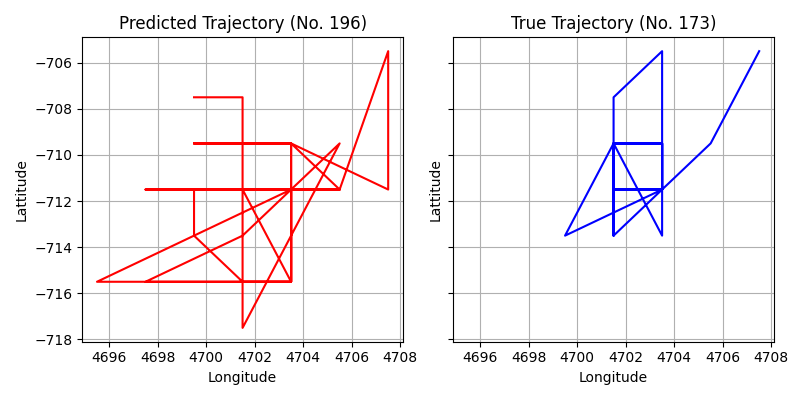 Predicted Trajectory (No. 196)
True Trajectory (No. 173)
−706
−708
−710
−712
−714
−716
−718
Lattitude
Lattitude
4696 4698 4700 4702 4704 4706 4708
4696 4698 4700 4702 4704 4706 4708
Longitude
Longitude